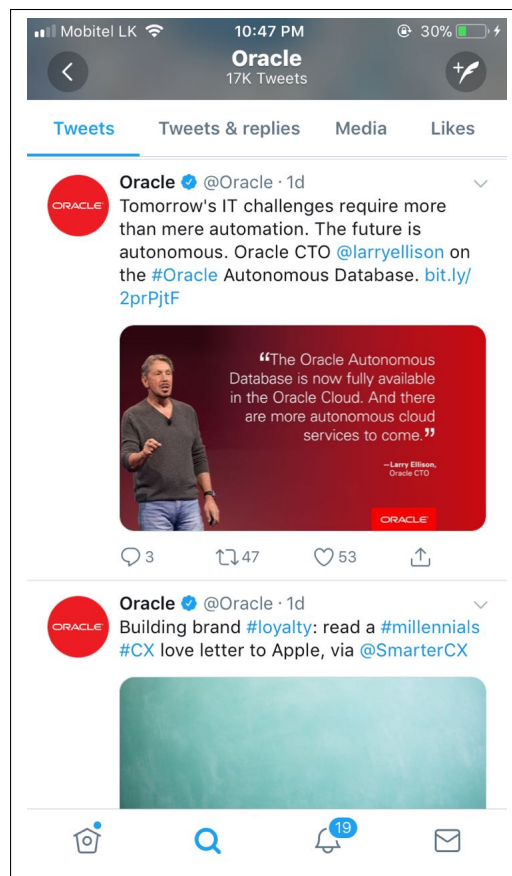 Mobitel LK 10:47 PM 30%
Oracle
17K Tweets
Tweets Tweets & replies Media Likes
Oracle @Oracle · 1d
ORACLE
Tomorrow's IT challenges require more
than mere automation. The future is
autonomous. Oracle CTO @larryellison on
the #Oracle Autonomous Database. bit.ly/
2prPjtF
“The Oracle Autonomous
Database is now fully available
in the Oracle Cloud. And there
are more autonomous cloud
services to come.”
—Larry Ellison,
Oracle CTO
ORACLE
3 47 53
Oracle @Oracle · 1d
ORACLE
Building brand #loyalty: read a #millennials
#CX love letter to Apple, via @SmarterCX
19